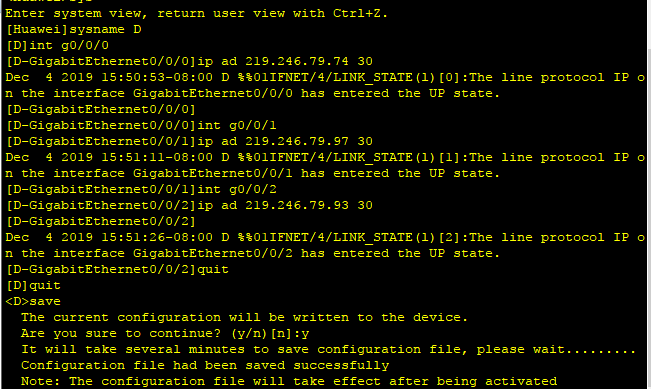 Enter system view, return user view with Ctrl+Z.
[Huawei]sysname D
[D]int g0/0/0
[D-GigabitEthernet0/0/0]ip ad 219.246.79.74 30
Dec  4 2019 15:50:53-08:00 D %%01IFNET/4/LINK_STATE(l)[0]:The line protocol IP o
n the interface GigabitEthernet0/0/0 has entered the UP state.
[D-GigabitEthernet0/0/0]
[D-GigabitEthernet0/0/0]int g0/0/1
[D-GigabitEthernet0/0/1]ip ad 219.246.79.97 30
Dec  4 2019 15:51:11-08:00 D %%01IFNET/4/LINK_STATE(l)[1]:The line protocol IP o
n the interface GigabitEthernet0/0/1 has entered the UP state.
[D-GigabitEthernet0/0/1]int g0/0/2
[D-GigabitEthernet0/0/2]ip ad 219.246.79.93 30
[D-GigabitEthernet0/0/2]
Dec  4 2019 15:51:26-08:00 D %%01IFNET/4/LINK_STATE(l)[2]:The line protocol IP o
n the interface GigabitEthernet0/0/2 has entered the UP state.
[D-GigabitEthernet0/0/2]quit
[D]quit
<D>save
  The current configuration will be written to the device.
  Are you sure to continue? (y/n)[n]:y
  It will take several minutes to save configuration file, please wait.........
  Configuration file had been saved successfully
  Note: The configuration file will take effect after being activated